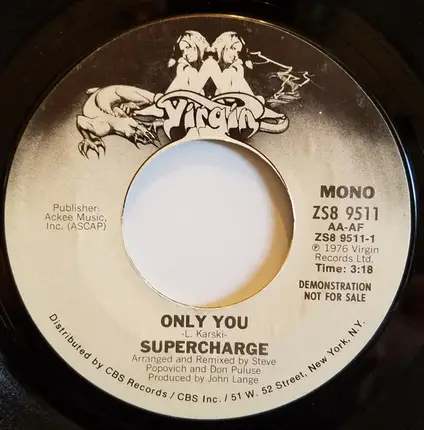 Virgin
Publisher:
Ackee Music,
Inc. (ASCAP)
MONO
ZS8 9511
AA-AF
ZS8 9511-1
℗ 1976 Virgin
Records Ltd.
Time: 3:18
DEMONSTRATION
NOT FOR SALE
ONLY YOU
-L. Karski-
SUPERCHARGE
Arranged and Remixed by Steve
Popovich and Don Puluse
Produced by John Lange
Distributed by CBS Records / CBS Inc. / 51 W. 52 Street, New York, N.Y.